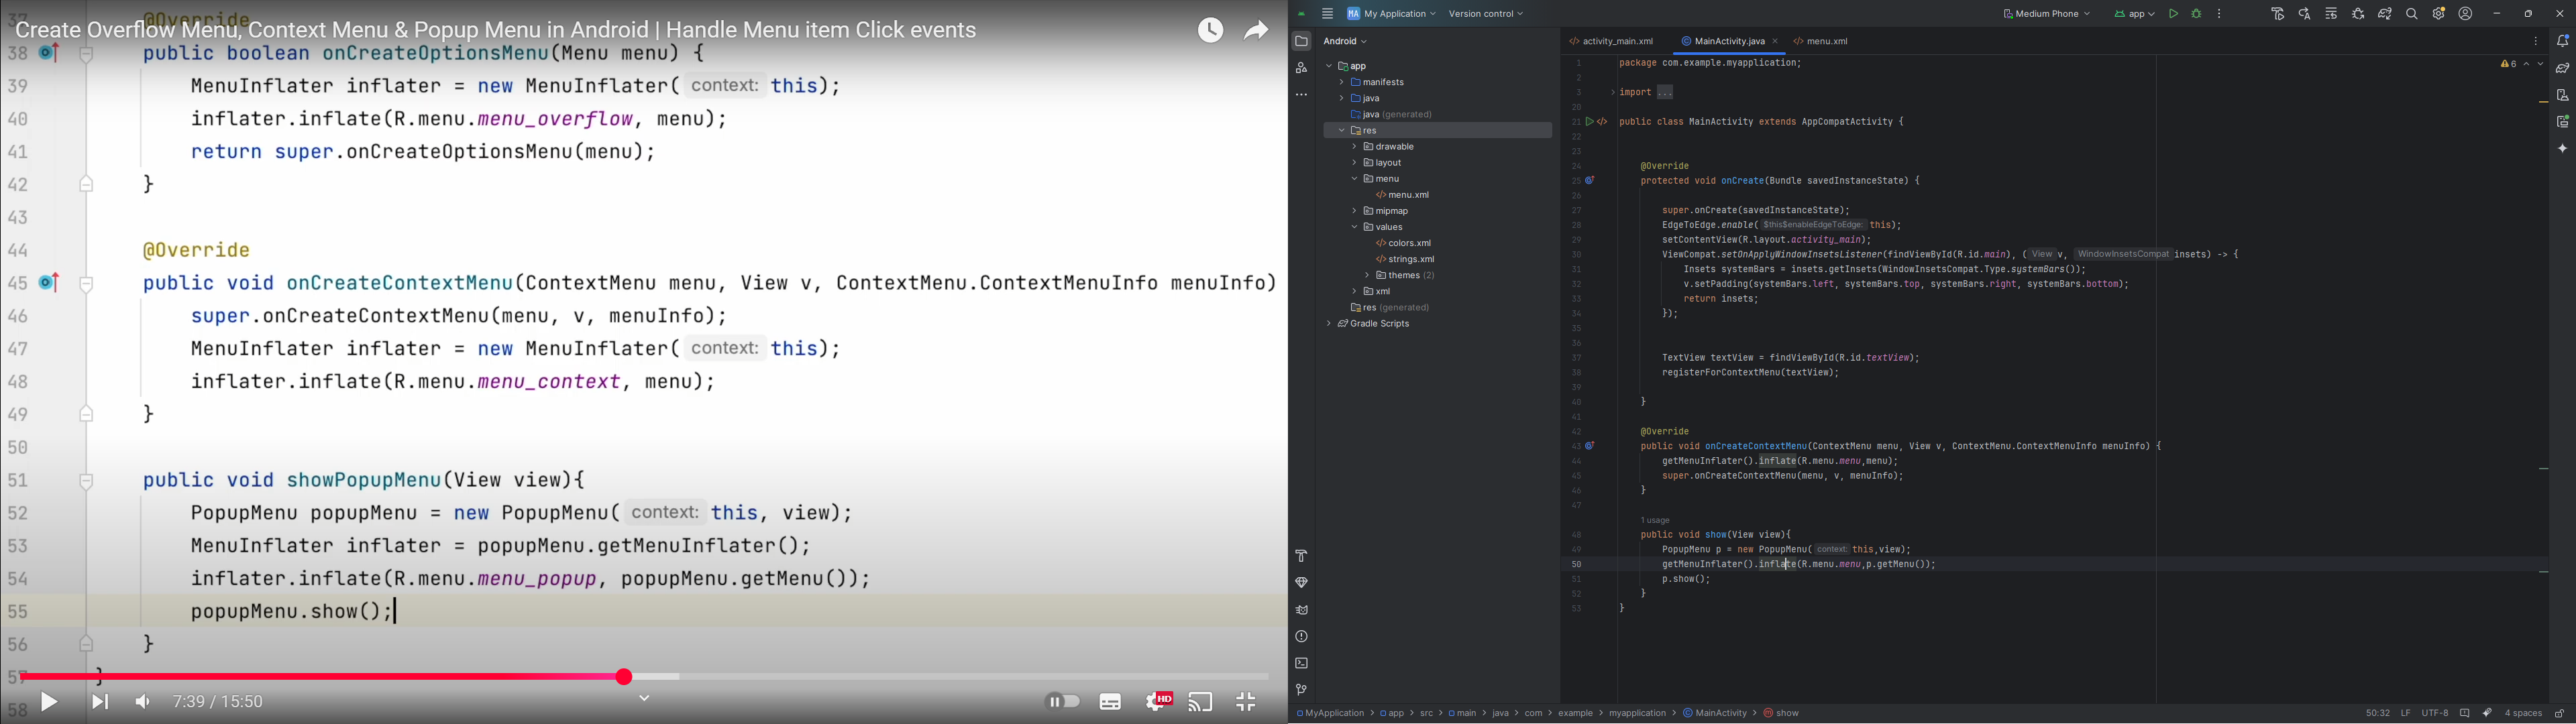 37 @Override
Create Overflow Menu, Context Menu & Popup Menu in Android | Handle Menu item Click events
38 public boolean onCreateOptionsMenu(Menu menu) {
39 MenuInflater inflater = new MenuInflater( context: this);
40 inflater.inflate(R.menu.menu_overflow, menu);
41 return super.onCreateOptionsMenu(menu);
42 }
43
44 @Override
45 public void onCreateContextMenu(ContextMenu menu, View v, ContextMenu.ContextMenuInfo menuInfo)
46 super.onCreateContextMenu(menu, v, menuInfo);
47 MenuInflater inflater = new MenuInflater( context: this);
48 inflater.inflate(R.menu.menu_context, menu);
49 }
50
51 public void showPopupMenu(View view){
52 PopupMenu popupMenu = new PopupMenu( context: this, view);
53 MenuInflater inflater = popupMenu.getMenuInflater();
54 inflater.inflate(R.menu.menu_popup, popupMenu.getMenu());
55 popupMenu.show();
56 }
57 }
58
7:39 / 15:50
HD
MA My Application
Version control
Medium Phone
app
Android
app
manifests
java
java (generated)
res
drawable
layout
menu
menu.xml
mipmap
values
colors.xml
strings.xml
themes (2)
xml
res (generated)
Gradle Scripts
activity_main.xml
MainActivity.java
menu.xml
6
1 package com.example.myapplication;
2
3 import ...
20
21 public class MainActivity extends AppCompatActivity {
22
23
24 @Override
25 protected void onCreate(Bundle savedInstanceState) {
26
27 super.onCreate(savedInstanceState);
28 EdgeToEdge.enable( $this$enableEdgeToEdge: this);
29 setContentView(R.layout.activity_main);
30 ViewCompat.setOnApplyWindowInsetsListener(findViewById(R.id.main), ( View v, WindowInsetsCompat insets) -> {
31 Insets systemBars = insets.getInsets(WindowInsetsCompat.Type.systemBars());
32 v.setPadding(systemBars.left, systemBars.top, systemBars.right, systemBars.bottom);
33 return insets;
34 });
35
36
37 TextView textView = findViewById(R.id.textView);
38 registerForContextMenu(textView);
39
40 }
41
42 @Override
43 public void onCreateContextMenu(ContextMenu menu, View v, ContextMenu.ContextMenuInfo menuInfo) {
44 getMenuInflater().inflate(R.menu.menu,menu);
45 super.onCreateContextMenu(menu, v, menuInfo);
46 }
47
1 usage
48 public void show(View view){
49 PopupMenu p = new PopupMenu( context: this,view);
50 getMenuInflater().inflate(R.menu.menu,p.getMenu());
51 p.show();
52 }
53 }
MyApplication > app > src > main > java > com > example > myapplication > MainActivity > show
50:32 LF UTF-8 4 spaces